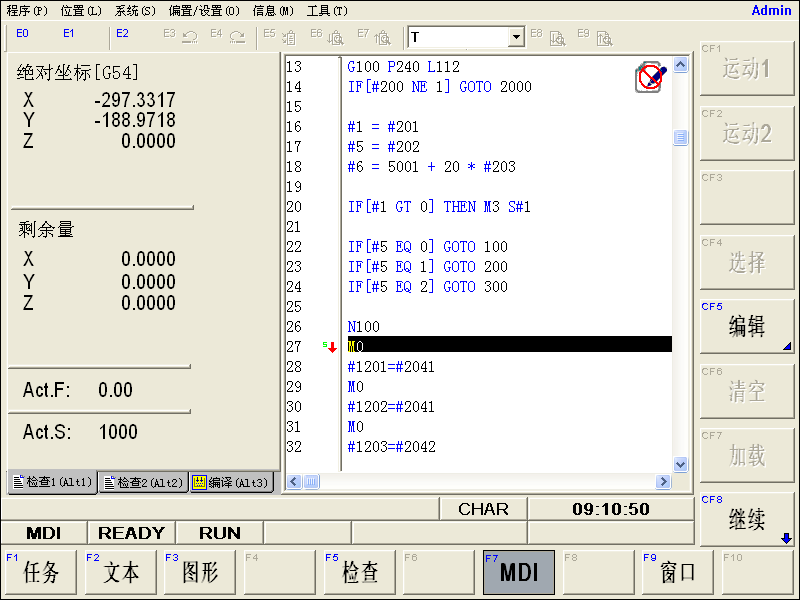 程序(P) 位置(L) 系统(S) 偏置/设置(O) 信息(M) 工具(T) Admin
E0 E1 E2 E3 E4 E5 E6 E7 T E8 E9
绝对坐标[G54]
X -297.3317
Y -188.9718
Z 0.0000
剩余量
X 0.0000
Y 0.0000
Z 0.0000
Act.F: 0.00
Act.S: 1000
检查1(Alt1) 检查2(Alt2) 编译(Alt3)
13 G100 P240 L112
14 IF[#200 NE 1] GOTO 2000
15
16 #1 = #201
17 #5 = #202
18 #6 = 5001 + 20 * #203
19
20 IF[#1 GT 0] THEN M3 S#1
21
22 IF[#5 EQ 0] GOTO 100
23 IF[#5 EQ 1] GOTO 200
24 IF[#5 EQ 2] GOTO 300
25
26 N100
27 M0
28 #1201=#2041
29 M0
30 #1202=#2041
31 M0
32 #1203=#2042
CF1 运动1
CF2 运动2
CF3
CF4 选择
CF5 编辑
CF6 清空
CF7 加载
CF8 继续
CHAR 09:10:50
MDI READY RUN
F1 任务 F2 文本 F3 图形 F4 F5 检查 F6 F7 MDI F8 F9 窗口 F10